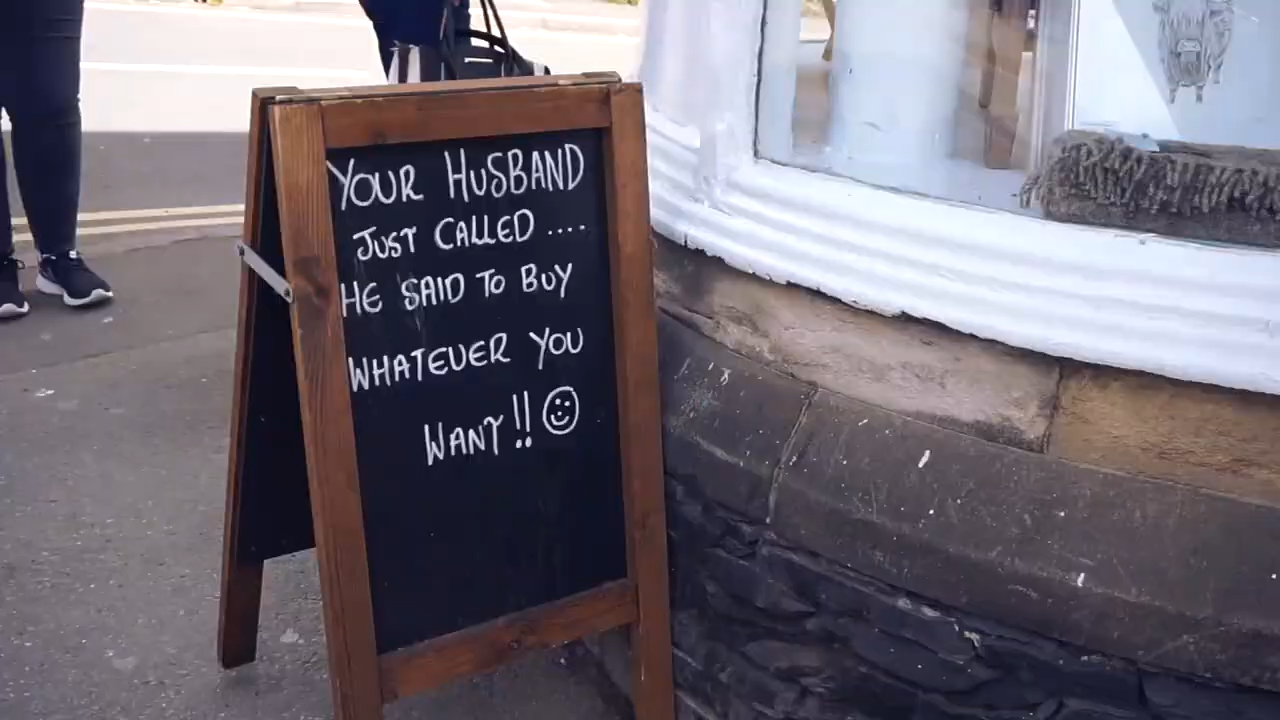 YOUR HUSBAND
JUST CALLED ....
HE SAID TO BUY
WHATEVER YOU
WANT!! ☺